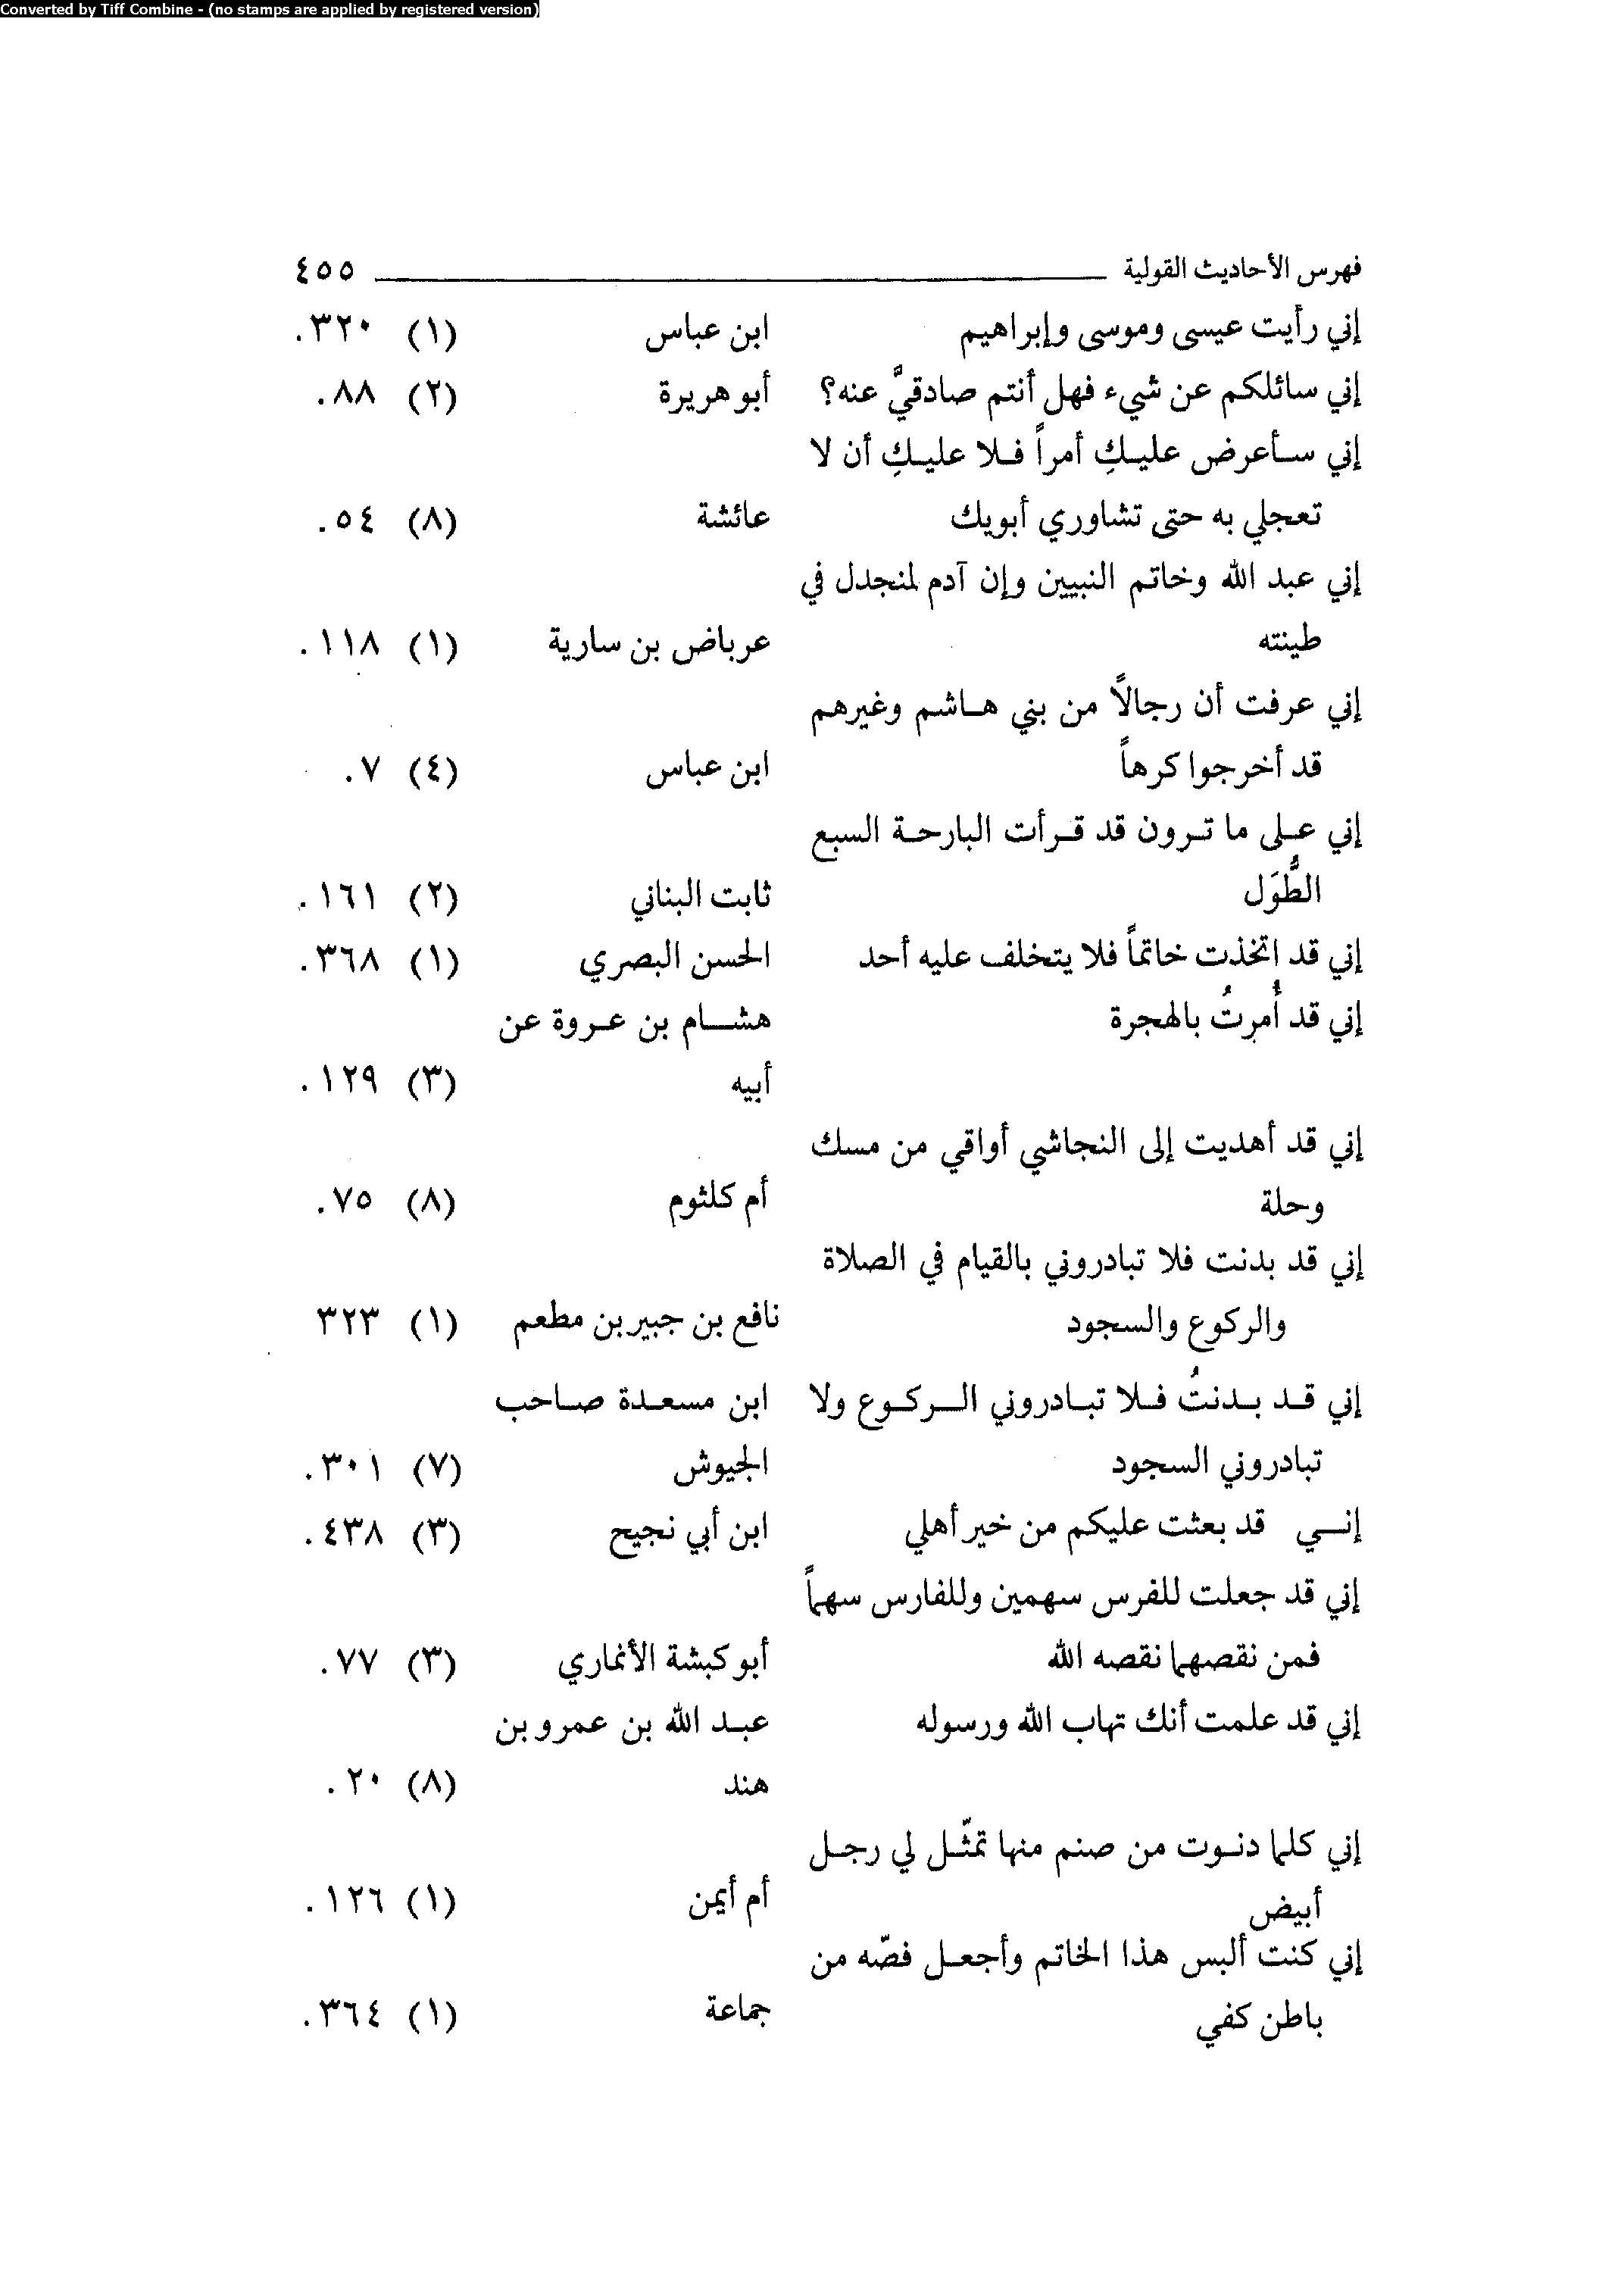 Converted by Tiff Combine - (no stamps are applied by registered version)
فهرس الأحاديث القولية ٤٥٥
إني رأيت عيسى وموسى وإبراهيم ابن عباس (١) ٣٢٠.
إني سائلكم عن شيء فهل أنتم صادقيَّ عنه؟ أبو هريرة (٢) ٨٨.
إني سأعرض عليكِ أمراً فلا عليكِ أن لا
تعجلي به حتى تشاوري أبويك عائشة (٨) ٥٤.
إني عبد الله وخاتم النبيين وإن آدم لمنجدل في
طينته عرباض بن سارية (١) ١١٨.
إني عرفت أن رجالاً من بني هاشم وغيرهم
قد أخرجوا كرهاً ابن عباس (٤) ٧.
إني على ما ترون قد قرأت البارحة السبع
الطُّوَل ثابت البناني (٢) ١٦١.
إني قد اتخذت خاتماً فلا يتخلف عليه أحد الحسن البصري (١) ٣٦٨.
إني قد أُمرتُ بالهجرة هشام بن عروة عن
أبيه (٣) ١٢٩.
إني قد أهديت إلى النجاشي أواقي من مسك
وحلة أم كلثوم (٨) ٧٥.
إني قد بدنت فلا تبادروني بالقيام في الصلاة
والركوع والسجود نافع بن جبير بن مطعم (١) ٣٢٣
إني قد بدنتُ فلا تبادروني الركوع ولا ابن مسعدة صاحب
تبادروني السجود الجيوش (٧) ٣٠١.
إني قد بعثت عليكم من خير أهلي ابن أبي نجيح (٣) ٤٣٨.
إني قد جعلت للفرس سهمين وللفارس سهماً
فمن نقصهما نقصه الله أبو كبشة الأنماري (٣) ٧٧.
إني قد علمت أنك تهاب الله ورسوله عبد الله بن عمرو بن
هند (٨) ٢٠.
إني كلما دنوت من صنم منها تمثّل لي رجل
أبيض أم أيمن (١) ١٢٦.
إني كنت ألبس هذا الخاتم وأجعل فصّه من
باطن كفي جماعة (١) ٣٦٤.